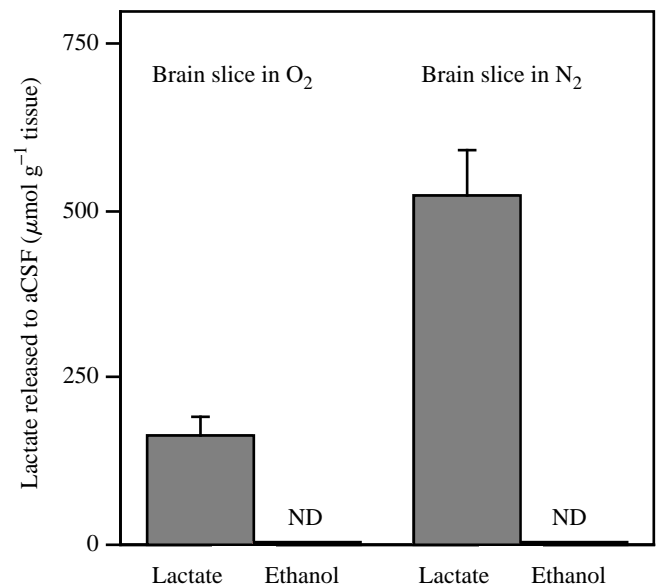 Lactate released to aCSF (μmol g⁻¹ tissue)
750
500
250
0
Brain slice in O₂
Brain slice in N₂
ND
ND
Lactate
Ethanol
Lactate
Ethanol